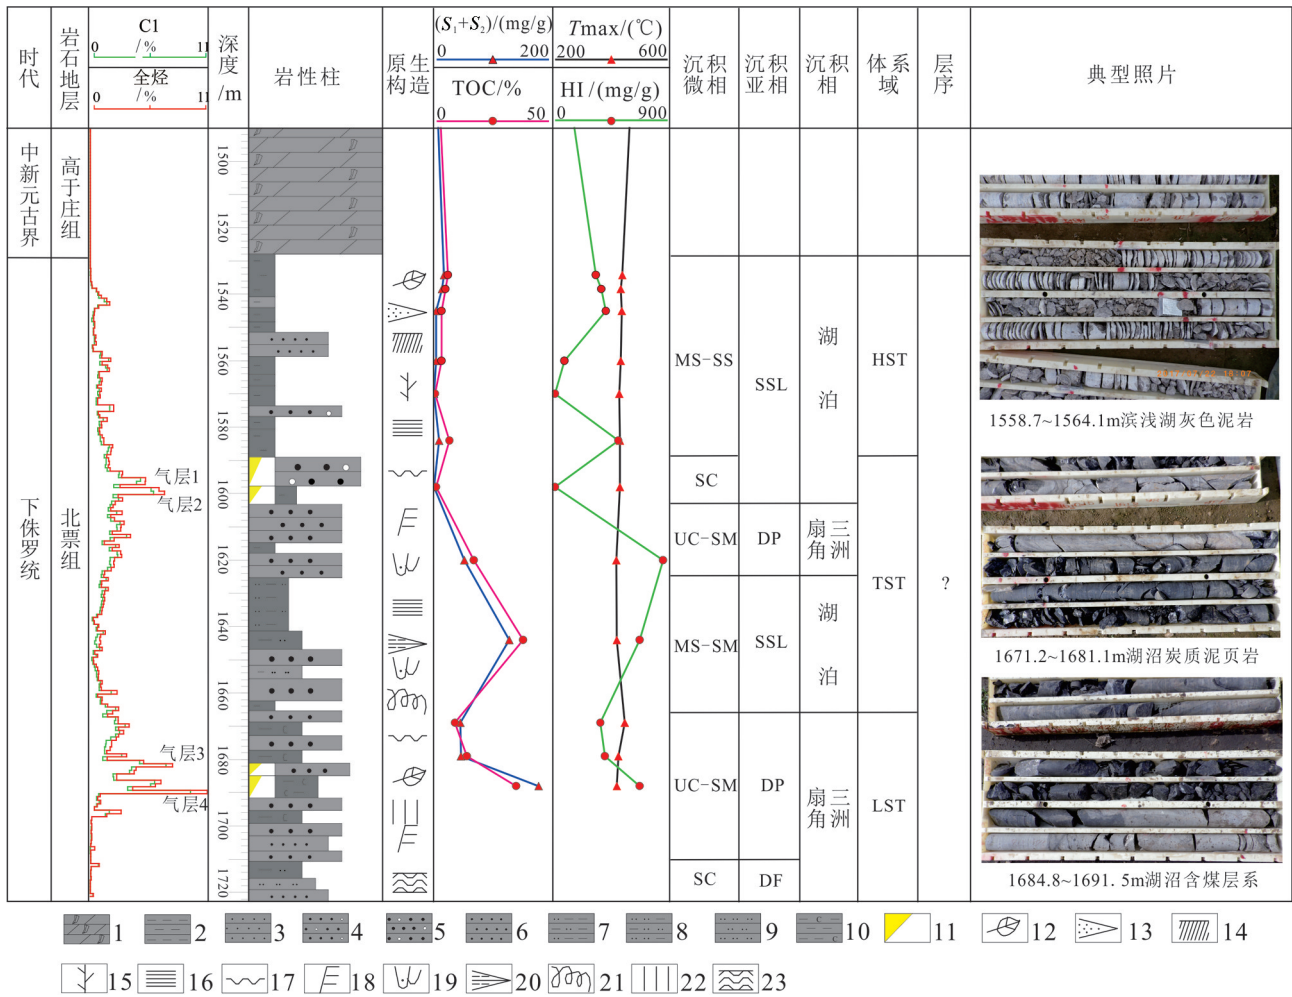 时代
岩石地层
C1
0 /% 11
全烃
0 /% 11
深度/m
岩性柱
原生构造
(S1+S2)/(mg/g)
0 200
TOC/%
0 50
Tmax/(℃)
200 600
HI/(mg/g)
0 900
沉积微相
沉积亚相
沉积相
体系域
层序
典型照片
中新元古界
高于庄组
下侏罗统
北票组
1500
1520
1540
1560
1580
1600
1620
1640
1660
1680
1700
1720
气层1
气层2
气层3
气层4
MS-SS
SC
UC-SM
MS-SM
UC-SM
SC
SSL
DP
SSL
DP
DF
湖泊
扇三角洲
湖泊
扇三角洲
HST
TST
LST
?
1558.7~1564.1m滨浅湖灰色泥岩
1671.2~1681.1m湖沼炭质泥页岩
1684.8~1691.5m湖沼含煤层系
1 2 3 4 5 6 7 8 9 C C 10 11 12 13 14
15 16 17 18 19 20 21 22 23